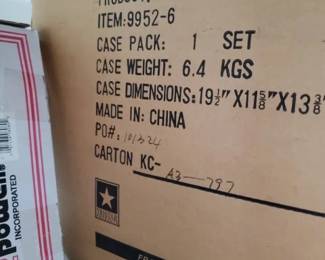 ITEM:9952-6
CASE PACK: 1 SET
CASE WEIGHT: 6.4 KGS
CASE DIMENSIONS:19½"X11⅝"X13⅜"
MADE IN: CHINA
PO#: 101324
CARTON KC- A3-797
INCORPORATED